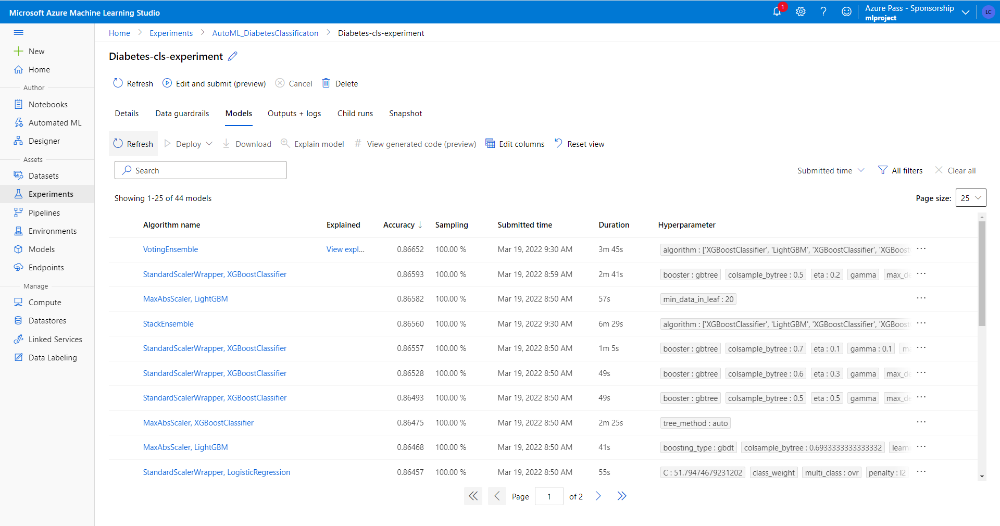 Microsoft Azure Machine Learning Studio
1
Azure Pass - Sponsorship
mlproject
LC
Home
Experiments
AutoML_DiabetesClassificaton
Diabetes-cls-experiment
New
Home
Author
Notebooks
Automated ML
Designer
Assets
Datasets
Experiments
Pipelines
Environments
Models
Endpoints
Manage
Compute
Datastores
Linked Services
Data Labeling
Diabetes-cls-experiment
Refresh Edit and submit (preview) Cancel Delete
Details Data guardrails Models Outputs + logs Child runs Snapshot
Refresh Deploy Download Explain model # View generated code (preview) Edit columns Reset view
Search
Submitted time All filters Clear all
Showing 1-25 of 44 models
Page size: 25
Algorithm name Explained Accuracy ↓ Sampling Submitted time Duration Hyperparameter
VotingEnsemble View expl... 0.86652 100.00 % Mar 19, 2022 9:30 AM 3m 45s algorithm : ['XGBoostClassifier', 'LightGBM', 'XGBoostClassifier', 'XGBoost ...
StandardScalerWrapper, XGBoostClassifier 0.86593 100.00 % Mar 19, 2022 8:59 AM 2m 41s booster : gbtree colsample_bytree : 0.5 eta : 0.2 gamma max_de ...
MaxAbsScaler, LightGBM 0.86582 100.00 % Mar 19, 2022 8:50 AM 57s min_data_in_leaf : 20 ...
StackEnsemble 0.86560 100.00 % Mar 19, 2022 9:30 AM 6m 29s algorithm : ['XGBoostClassifier', 'LightGBM', 'XGBoostClassifier', 'XGBoost ...
StandardScalerWrapper, XGBoostClassifier 0.86557 100.00 % Mar 19, 2022 8:50 AM 1m 5s booster : gbtree colsample_bytree : 0.7 eta : 0.1 gamma : 0.1 ma ...
StandardScalerWrapper, XGBoostClassifier 0.86528 100.00 % Mar 19, 2022 8:50 AM 49s booster : gbtree colsample_bytree : 0.6 eta : 0.3 gamma max_de ...
StandardScalerWrapper, XGBoostClassifier 0.86493 100.00 % Mar 19, 2022 8:50 AM 49s booster : gbtree colsample_bytree : 0.5 eta : 0.5 gamma max_de ...
MaxAbsScaler, XGBoostClassifier 0.86475 100.00 % Mar 19, 2022 8:50 AM 2m 25s tree_method : auto ...
MaxAbsScaler, LightGBM 0.86468 100.00 % Mar 19, 2022 8:50 AM 41s boosting_type : gbdt colsample_bytree : 0.6933333333333332 learni ...
StandardScalerWrapper, LogisticRegression 0.86457 100.00 % Mar 19, 2022 8:50 AM 55s C : 51.79474679231202 class_weight multi_class : ovr penalty : l2 ...
Page 1 of 2